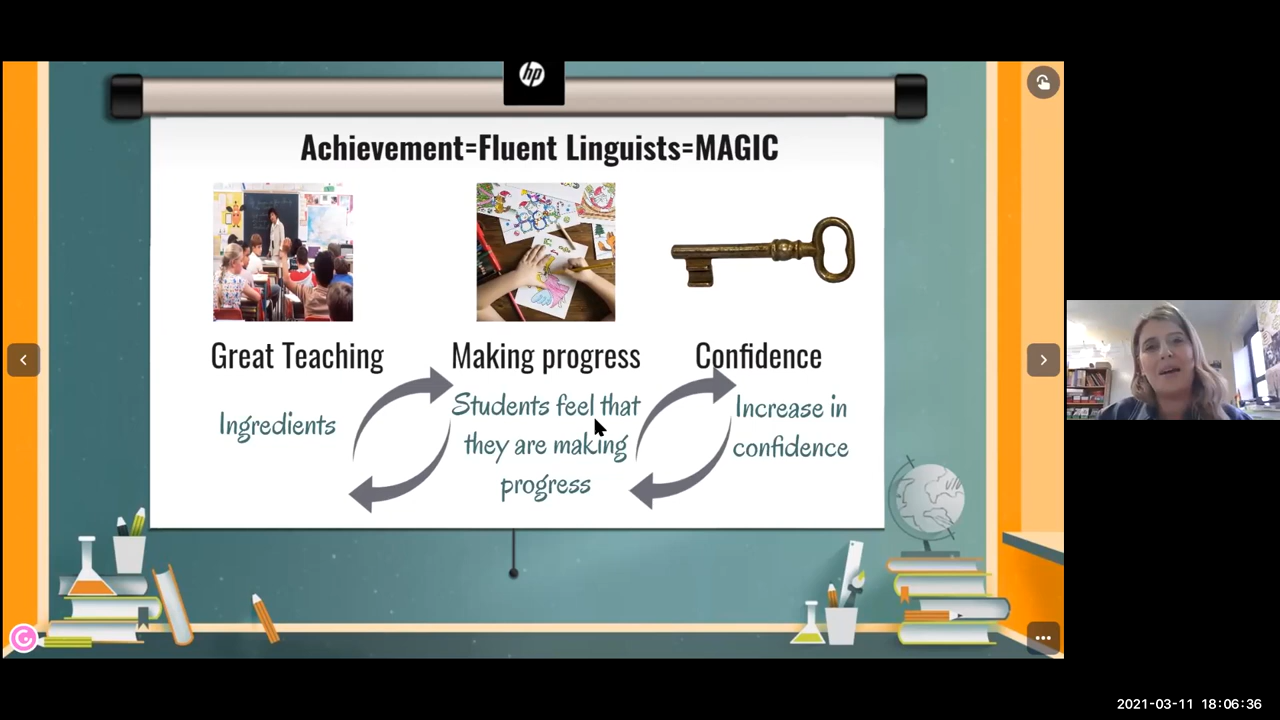 hp
Achievement=Fluent Linguists=MAGIC
Great Teaching
Making progress
Confidence
Ingredients
Students feel that
they are making
progress
Increase in
confidence
2021-03-11 18:06:36